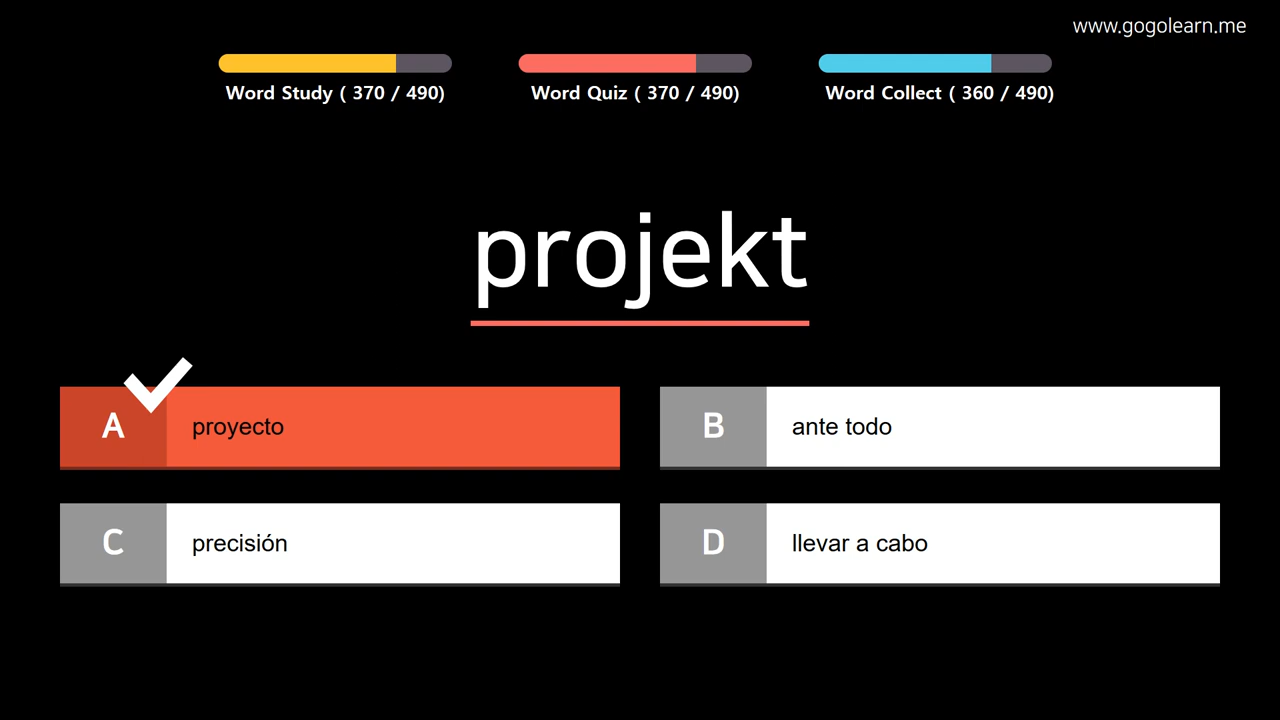 www.gogolearn.me
Word Study ( 370 / 490)
Word Quiz ( 370 / 490)
Word Collect ( 360 / 490)
projekt
A proyecto
B ante todo
C precisión
D llevar a cabo